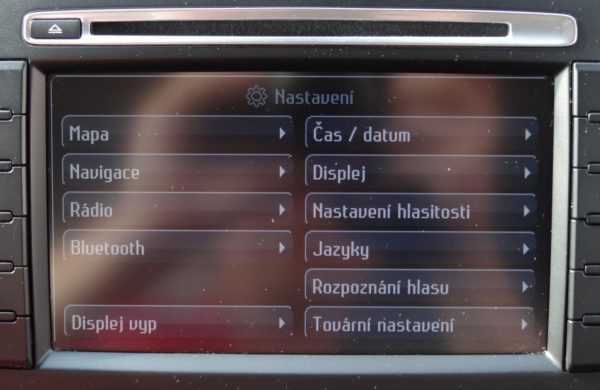 Nastavení
Mapa
Čas / datum
Navigace
Displej
Rádio
Nastavení hlasitosti
Bluetooth
Jazyky
Rozpoznání hlasu
Displej vyp
Tovární nastavení